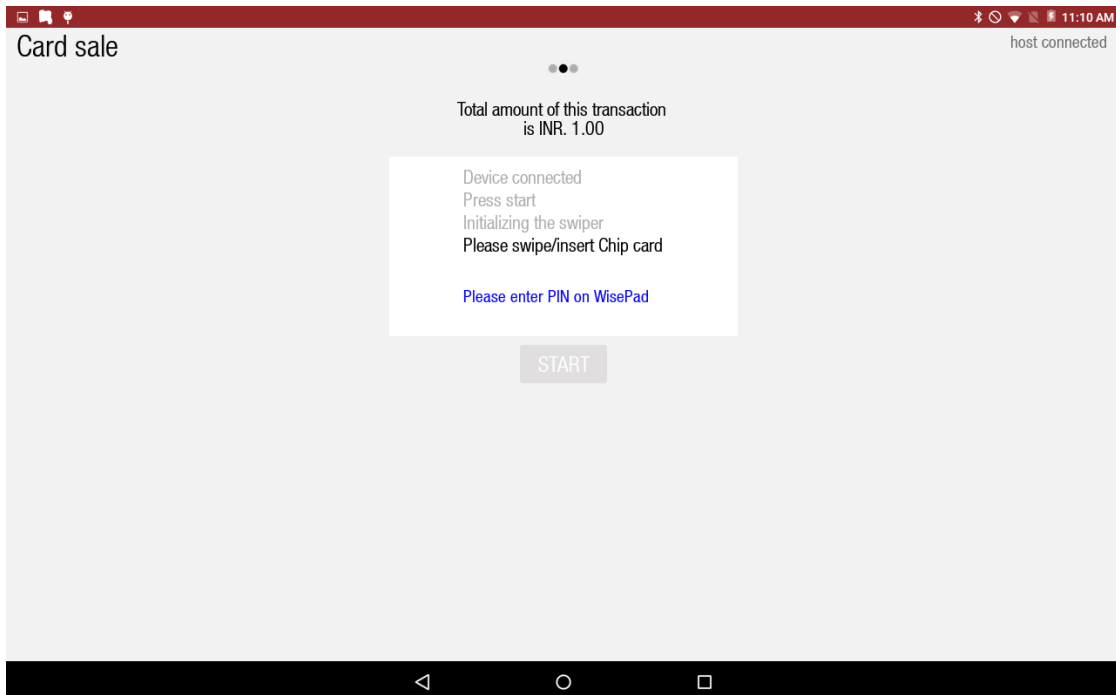 11:10 AM
Card sale
host connected
Total amount of this transaction
is INR. 1.00
Device connected
Press start
Initializing the swiper
Please swipe/insert Chip card
Please enter PIN on WisePad
START